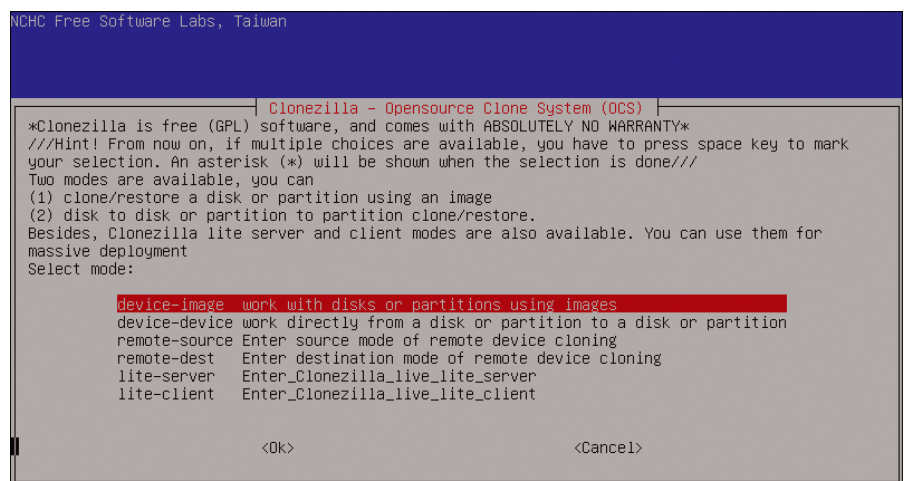 NCHC Free Software Labs, Taiwan
Clonezilla - Opensource Clone System (OCS)
*Clonezilla is free (GPL) software, and comes with ABSOLUTELY NO WARRANTY*
///Hint! From now on, if multiple choices are available, you have to press space key to mark
your selection. An asterisk (*) will be shown when the selection is done///
Two modes are available, you can
(1) clone/restore a disk or partition using an image
(2) disk to disk or partition to partition clone/restore.
Besides, Clonezilla lite server and client modes are also available. You can use them for
massive deployment
Select mode:
device-image work with disks or partitions using images
device-device work directly from a disk or partition to a disk or partition
remote-source Enter source mode of remote device cloning
remote-dest Enter destination mode of remote device cloning
lite-server Enter_Clonezilla_live_lite_server
lite-client Enter_Clonezilla_live_lite_client
<Ok> <Cancel>